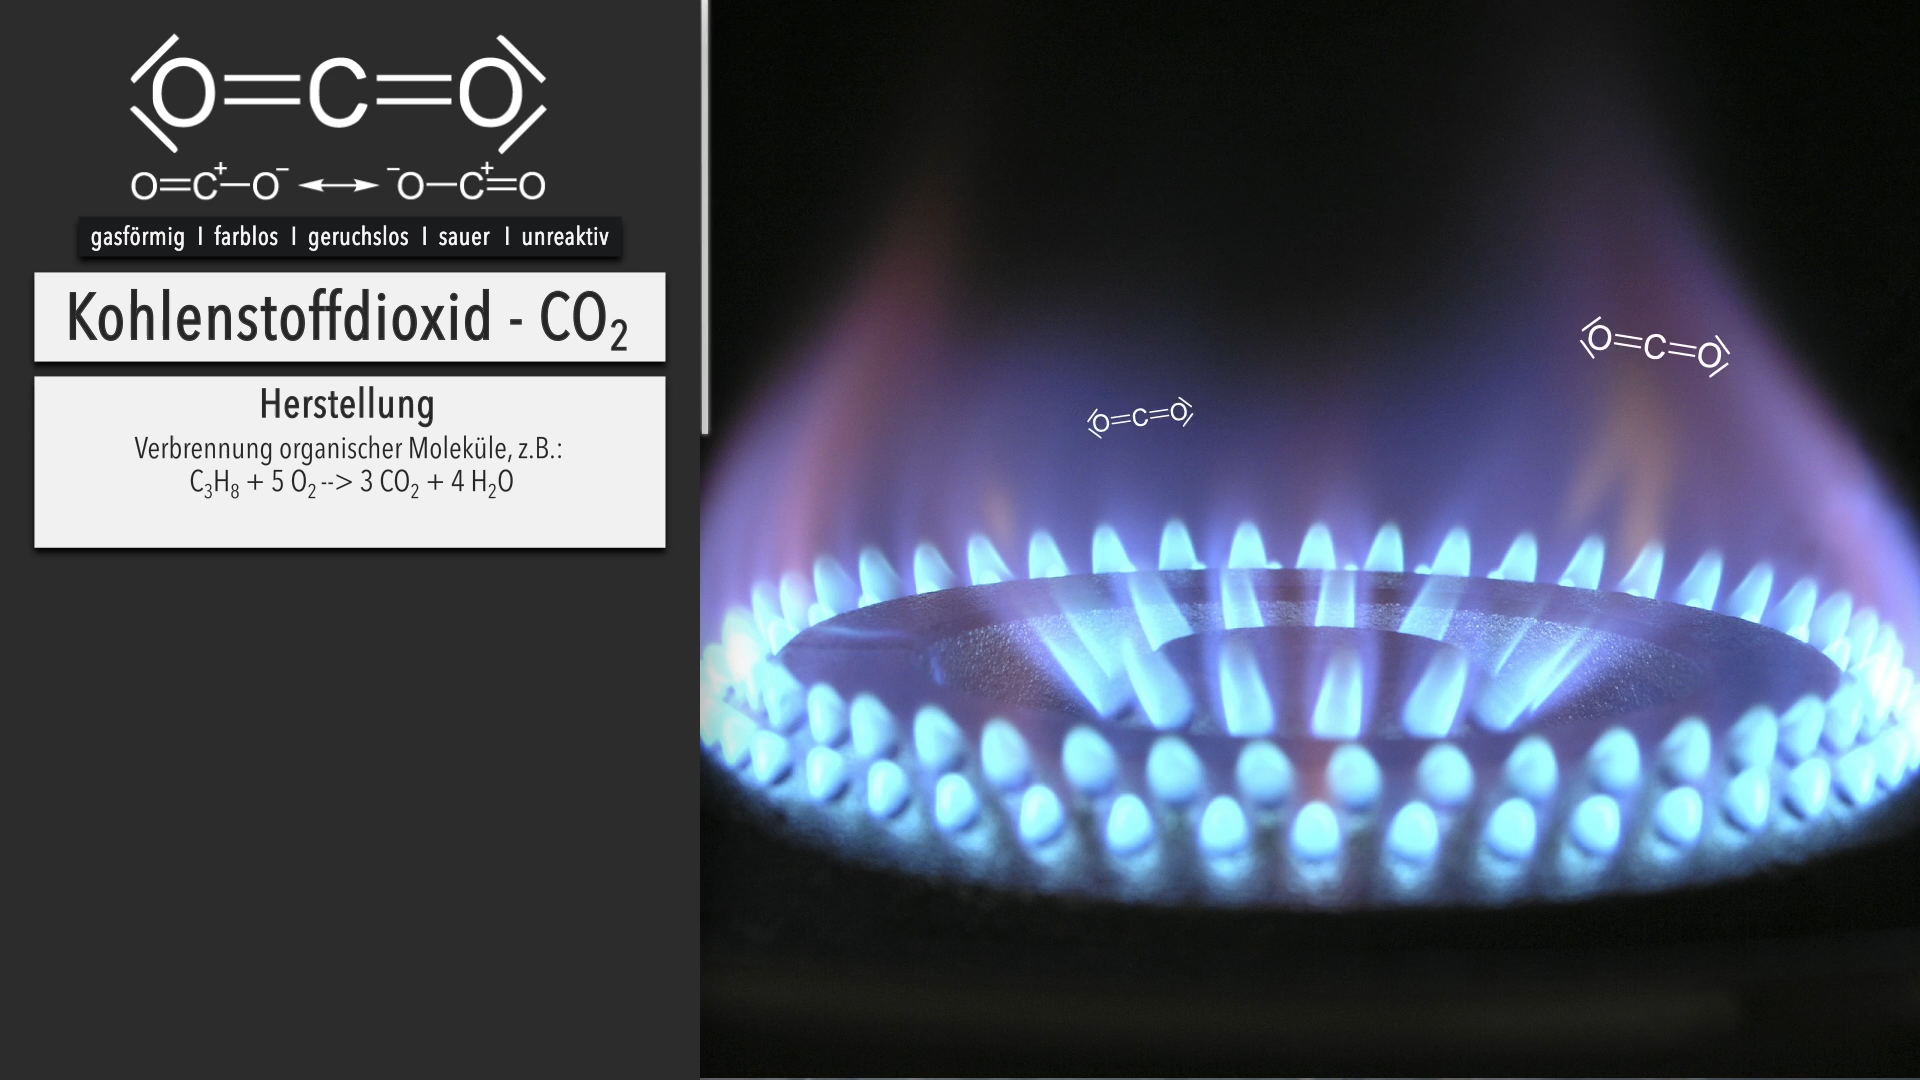 O=C=O
O=C⁺–O⁻ ↔ ⁻O–C⁺=O
gasförmig I farblos I geruchslos I sauer I unreaktiv
Kohlenstoffdioxid - CO₂
Herstellung
Verbrennung organischer Moleküle, z.B.:
C₃H₈ + 5 O₂ --> 3 CO₂ + 4 H₂O
O=C=O
O=C=O